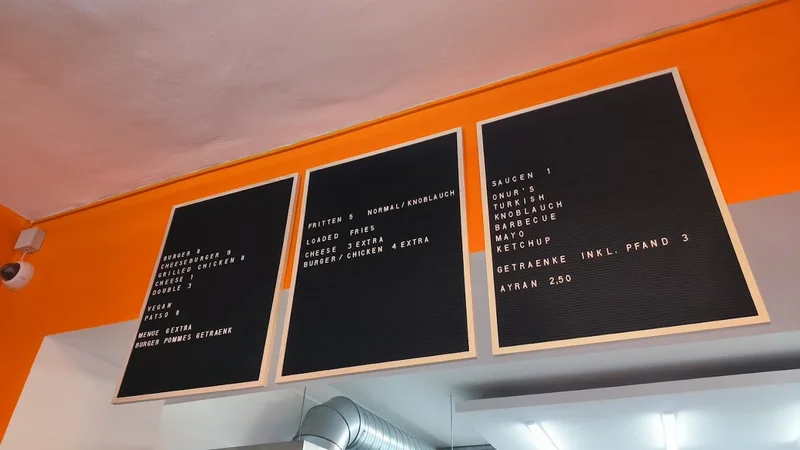 BURGER 8
CHEESEBURGER 9
GRILLED CHICKEN 8
CHEESE 1
DOUBLE 3
VEGAN
PATSO 8
MENUE 6 EXTRA
BURGER POMMES GETRAENK
FRITTEN 5 NORMAL/KNOBLAUCH
LOADED FRIES
CHEESE 3 EXTRA
BURGER/CHICKEN 4 EXTRA
SAUCEN 1
ONUR'S
TURKISH
KNOBLAUCH
BARBECUE
MAYO
KETCHUP
GETRAENKE INKL. PFAND 3
AYRAN 2,50